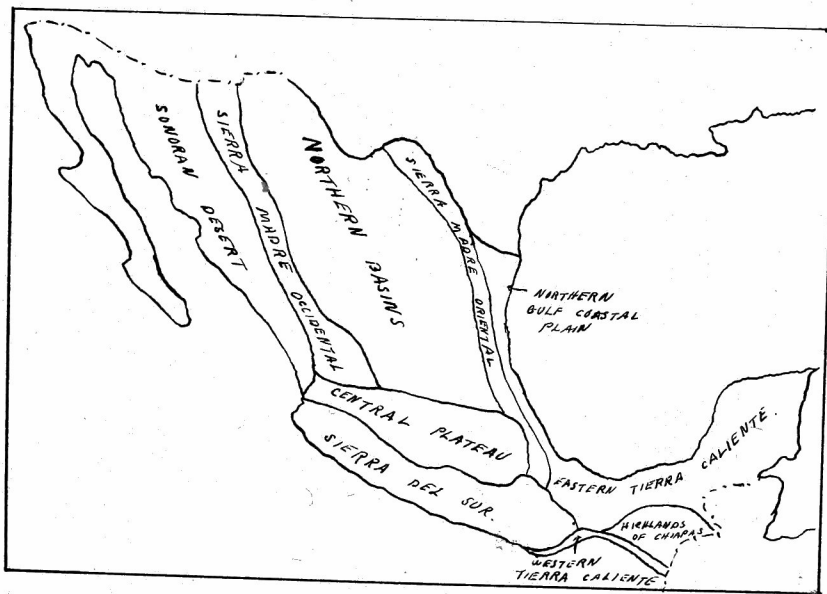 SONORAN DESERT
SIERRA MADRE OCCIDENTAL
NORTHERN BASINS
SIERRA MADRE ORIENTAL
NORTHERN
GULF COASTAL
PLAIN
CENTRAL PLATEAU
SIERRA DEL SUR.
EASTERN TIERRA CALIENTE.
HIGHLANDS
OF CHIAPAS
WESTERN
TIERRA CALIENTE